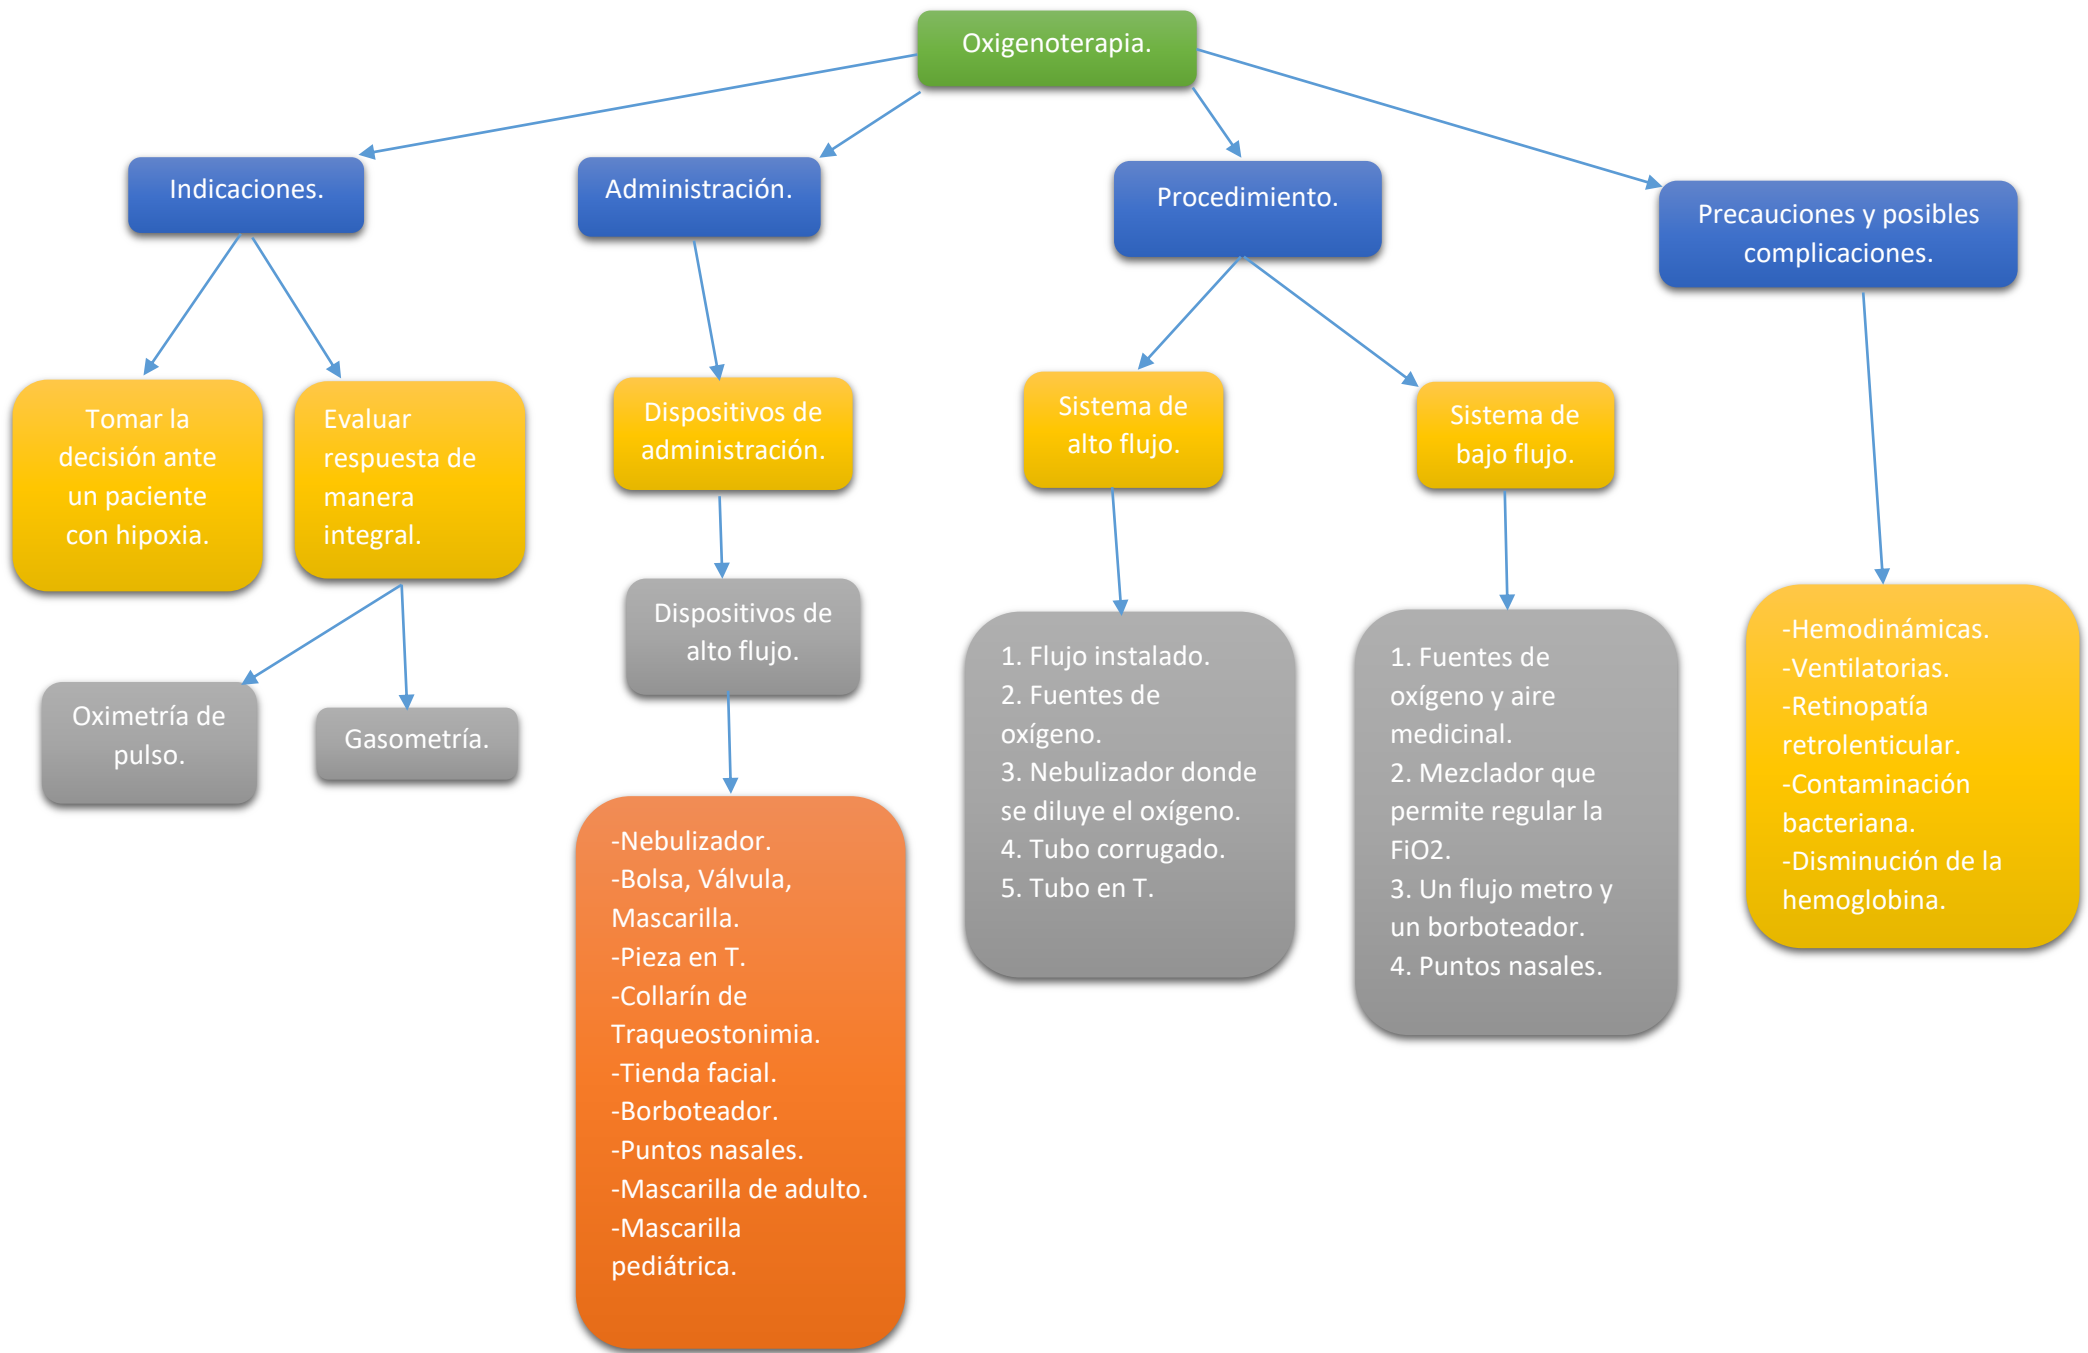 Oxigenoterapia.
Indicaciones.
Administración.
Procedimiento.
Precauciones y posibles
complicaciones.
Tomar la
decisión ante
un paciente
con hipoxia.
Evaluar
respuesta de
manera
integral.
Dispositivos de
administración.
Sistema de
alto flujo.
Sistema de
bajo flujo.
Oximetría de
pulso.
Gasometría.
Dispositivos de
alto flujo.
1. Flujo instalado.
2. Fuentes de
oxígeno.
3. Nebulizador donde
se diluye el oxígeno.
4. Tubo corrugado.
5. Tubo en T.
1. Fuentes de
oxígeno y aire
medicinal.
2. Mezclador que
permite regular la
FiO2.
3. Un flujo metro y
un borboteador.
4. Puntos nasales.
-Hemodinámicas.
-Ventilatorias.
-Retinopatía
retrolenticular.
-Contaminación
bacteriana.
-Disminución de la
hemoglobina.
-Nebulizador.
-Bolsa, Válvula,
Mascarilla.
-Pieza en T.
-Collarín de
Traqueostonimia.
-Tienda facial.
-Borboteador.
-Puntos nasales.
-Mascarilla de adulto.
-Mascarilla
pediátrica.